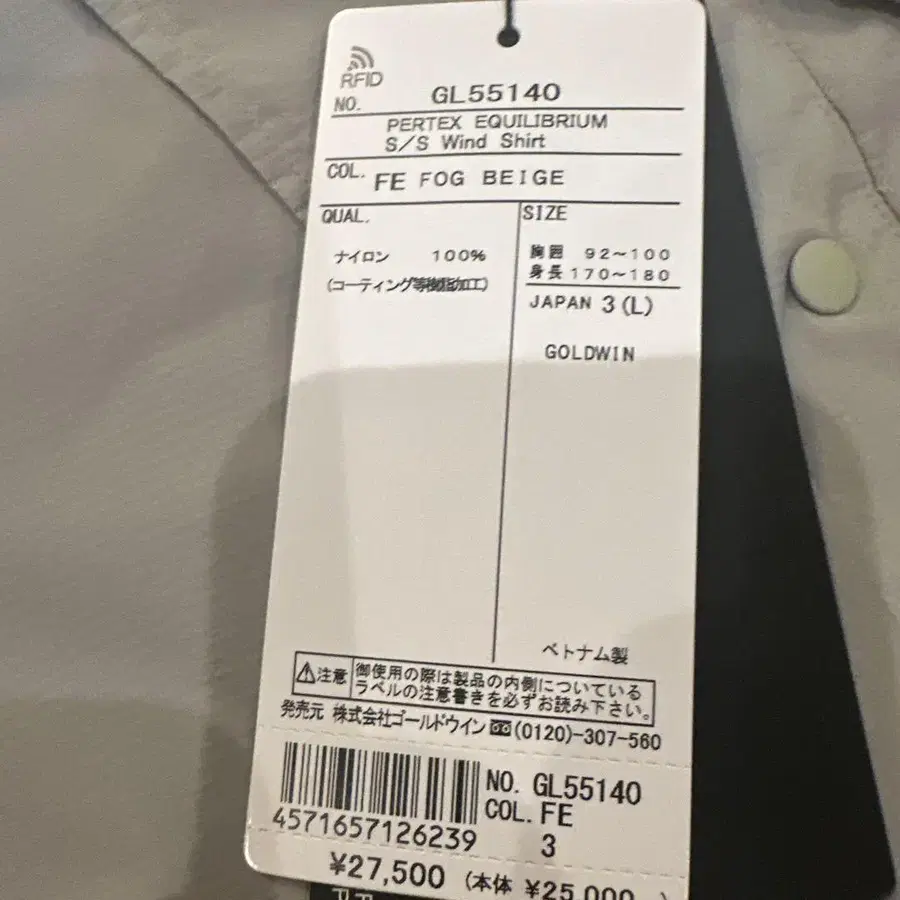 RFID
NO. GL55140
PERTEX EQUILIBRIUM
S/S Wind Shirt
COL. FE FOG BEIGE
QUAL.
ナイロン 100%
(コーティング等樹脂加工)
SIZE
胸囲 92~100
身長 170~180
JAPAN 3(L)
GOLDWIN
ベトナム製
⚠注意 御使用の際は製品の内側についている
ラベルの注意書きを必ずお読み下さい。
発売元 株式会社ゴールドウイン (0120)-307-560
NO. GL55140
COL. FE
3
4571657126239
¥27,500 (本体 ¥25,000 )